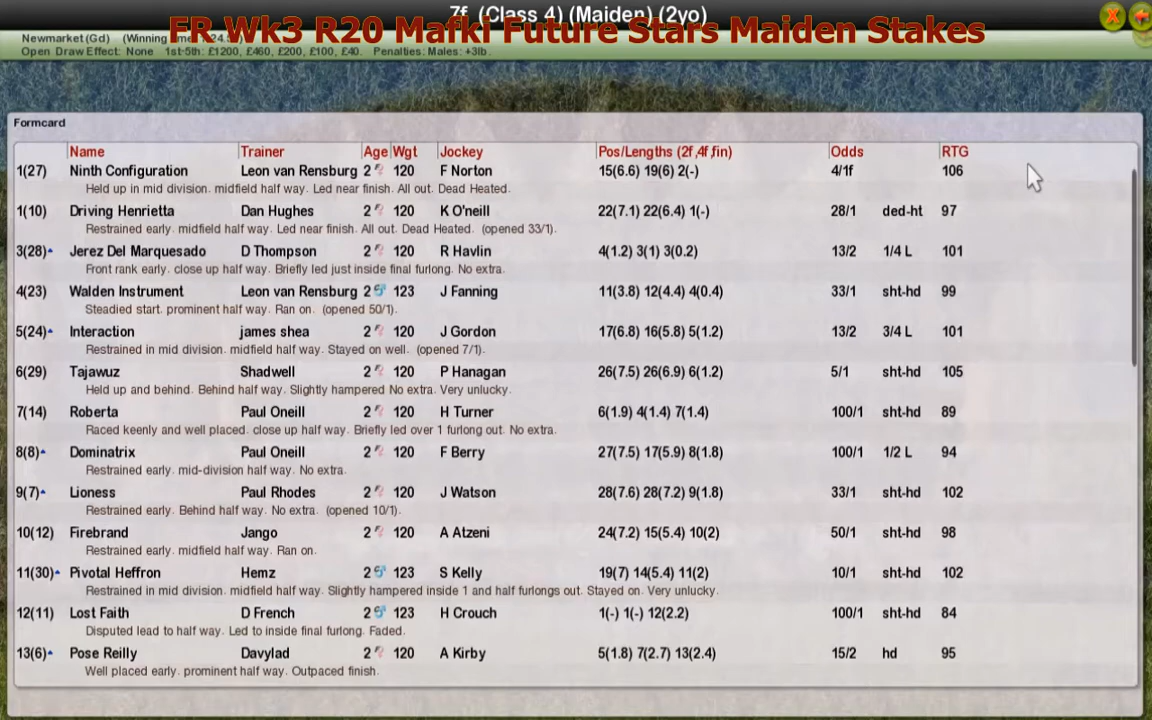 7f. (Class 4) (Maiden) (2yo)
FR Wk3 R20 Mafki Future Stars Maiden Stakes
Newmarket(Gd) (Winning
Open Draw Effect: None. 1st-5th: £1200, £460, £200, £100, £40. Penalties: Males: +3lb.
Formcard
Name Trainer Age Wgt Jockey Pos/Lengths (2f,4f,fin) Odds RTG
1(27) Ninth Configuration Leon van Rensburg 2 120 F Norton 15(6.6) 19(6) 2(-) 4/1f 106
Held up in mid division. midfield half way. Led near finish. All out. Dead Heated.
1(10) Driving Henrietta Dan Hughes 2 120 K O'neill 22(7.1) 22(6.4) 1(-) 28/1 ded-ht 97
Restrained early. midfield half way. Led near finish. All out. Dead Heated. (opened 33/1).
3(28) Jerez Del Marquesado D Thompson 2 120 R Havlin 4(1.2) 3(1) 3(0.2) 13/2 1/4 L 101
Front rank early. close up half way. Briefly led just inside final furlong. No extra.
4(23) Walden Instrument Leon van Rensburg 2 123 J Fanning 11(3.8) 12(4.4) 4(0.4) 33/1 sht-hd 99
Steadied start. prominent half way. Ran on. (opened 50/1).
5(24) Interaction james shea 2 120 J Gordon 17(6.8) 16(5.8) 5(1.2) 13/2 3/4 L 101
Restrained in mid division. midfield half way. Stayed on well. (opened 7/1).
6(29) Tajawuz Shadwell 2 120 P Hanagan 26(7.5) 26(6.9) 6(1.2) 5/1 sht-hd 105
Held up and behind. Behind half way. Slightly hampered No extra. Very unlucky.
7(14) Roberta Paul Oneill 2 120 H Turner 6(1.9) 4(1.4) 7(1.4) 100/1 sht-hd 89
Raced keenly and well placed. close up half way. Briefly led over 1 furlong out. No extra.
8(8) Dominatrix Paul Oneill 2 120 F Berry 27(7.5) 17(5.9) 8(1.8) 100/1 1/2 L 94
Restrained early. mid-division half way. No extra.
9(7) Lioness Paul Rhodes 2 120 J Watson 28(7.6) 28(7.2) 9(1.8) 33/1 sht-hd 102
Restrained early. Behind half way. No extra. (opened 10/1).
10(12) Firebrand Jango 2 120 A Atzeni 24(7.2) 15(5.4) 10(2) 50/1 sht-hd 98
Restrained early. midfield half way. Ran on.
11(30) Pivotal Heffron Hemz 2 123 S Kelly 19(7) 14(5.4) 11(2) 10/1 sht-hd 102
Restrained in mid division. midfield half way. Slightly hampered inside 1 and half furlongs out. Stayed on. Very unlucky.
12(11) Lost Faith D French 2 123 H Crouch 1(-) 1(-) 12(2.2) 100/1 sht-hd 84
Disputed lead to half way. Led to inside final furlong. Faded.
13(6) Pose Reilly Davylad 2 120 A Kirby 5(1.8) 7(2.7) 13(2.4) 15/2 hd 95
Well placed early. prominent half way. Outpaced finish.